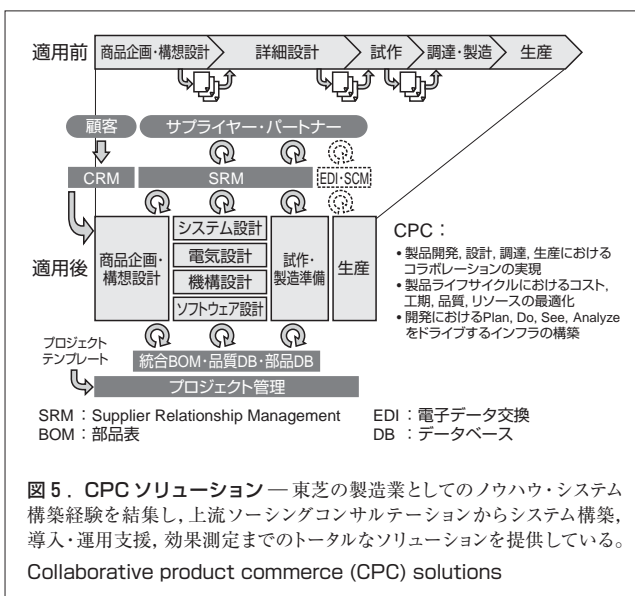 適用前
商品企画・構想設計
詳細設計
試作
調達・製造
生産
顧客
サプライヤー・パートナー
CRM
SRM
EDI・SCM
適用後
商品企画・
構想設計
システム設計
電気設計
機構設計
ソフトウェア設計
試作・
製造準備
生産
CPC：
・製品開発, 設計, 調達, 生産における
コラボレーションの実現
・製品ライフサイクルにおけるコスト,
工期, 品質, リソースの最適化
・開発におけるPlan, Do, See, Analyze
をドライブするインフラの構築
プロジェクト
テンプレート
統合BOM・品質DB・部品DB
プロジェクト管理
SRM：Supplier Relationship Management
EDI：電子データ交換
BOM：部品表
DB：データベース
図5．CPCソリューション — 東芝の製造業としてのノウハウ・システム
構築経験を結集し, 上流ソーシングコンサルテーションからシステム構築,
導入・運用支援, 効果測定までのトータルなソリューションを提供している。
Collaborative product commerce (CPC) solutions